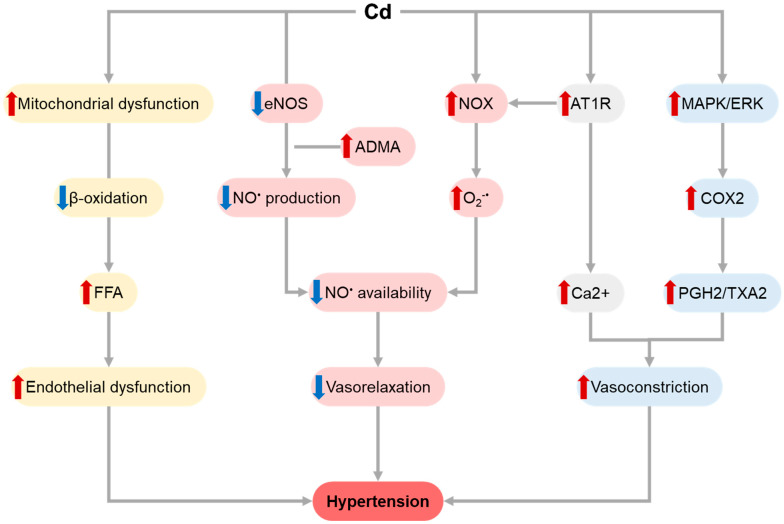 Cd
Mitochondrial dysfunction
eNOS
NOX
AT1R
MAPK/ERK
ADMA
β-oxidation
NO• production
O₂⁻•
COX2
FFA
NO• availability
Ca2+
PGH2/TXA2
Endothelial dysfunction
Vasorelaxation
Vasoconstriction
Hypertension